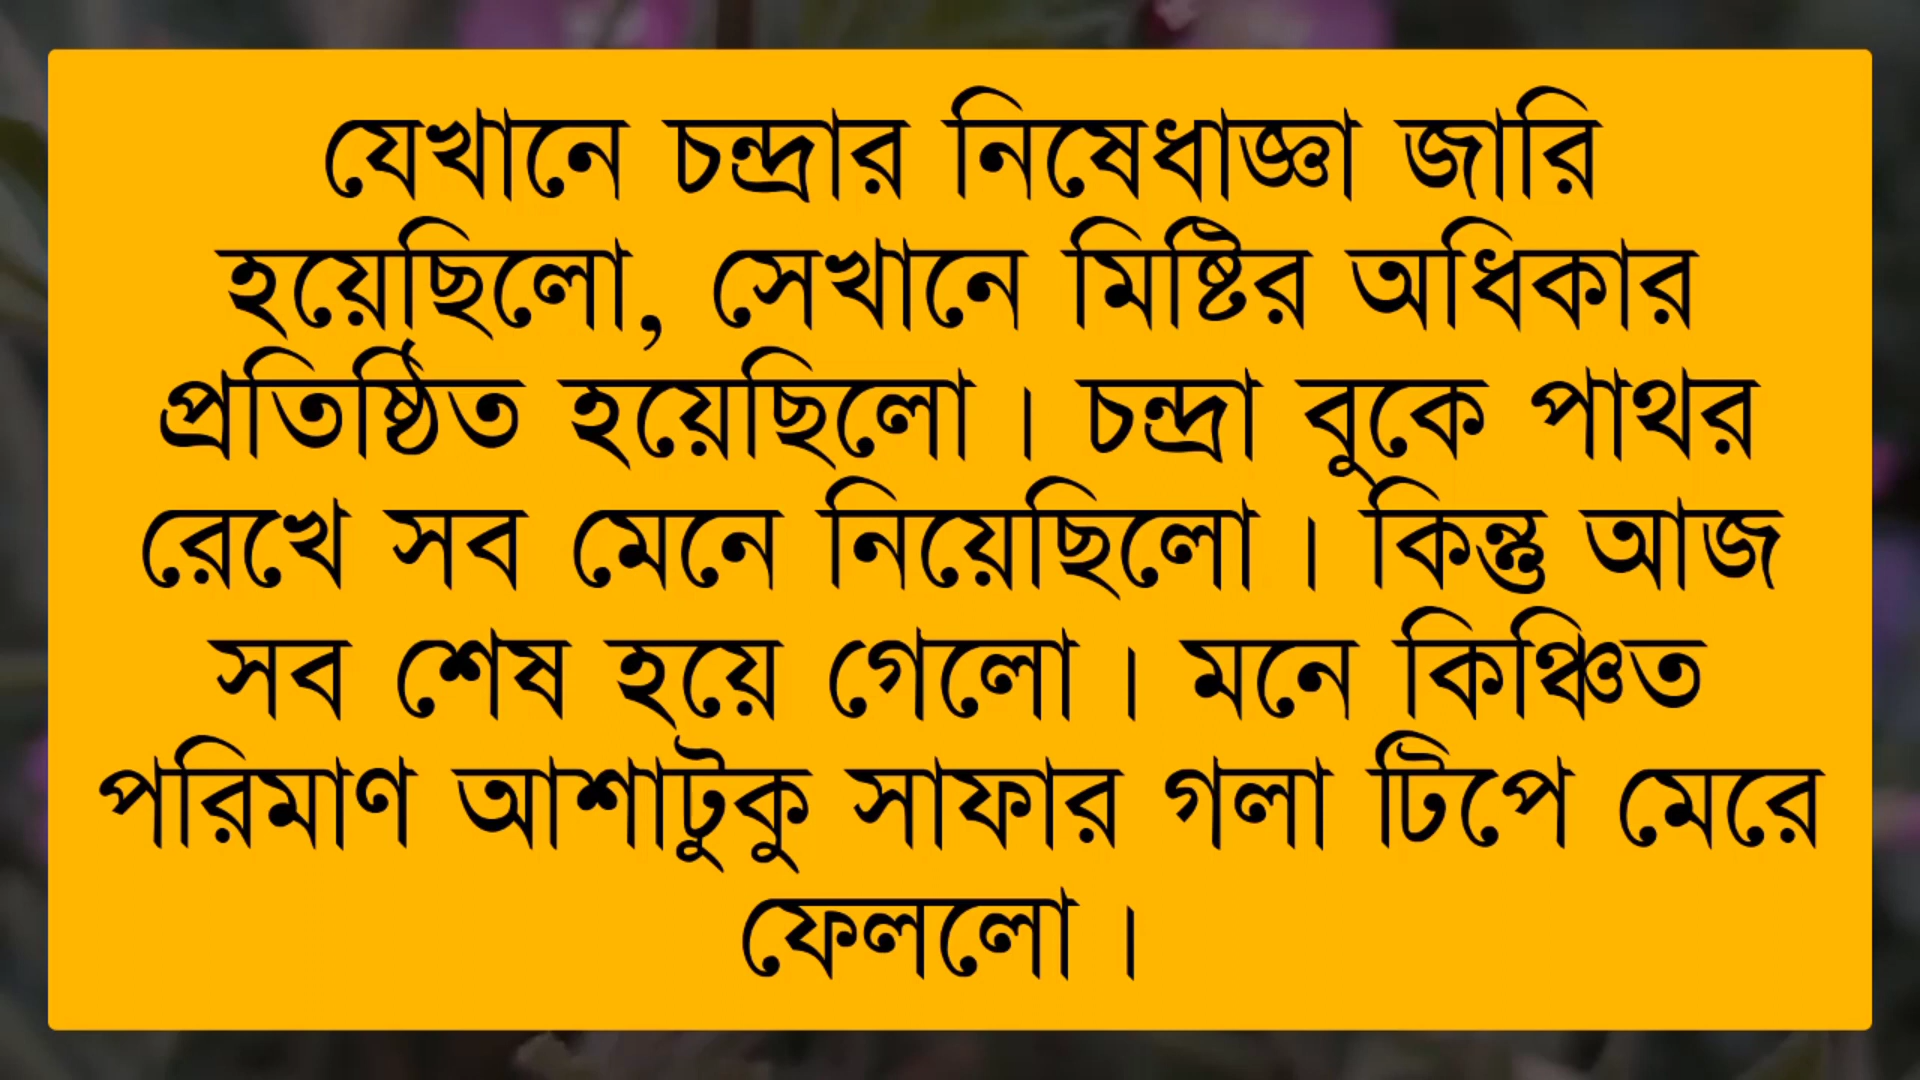 যেখানে চন্দ্রার নিষেধাজ্ঞা জারি
হয়েছিলো, সেখানে মিষ্টির অধিকার
প্রতিষ্ঠিত হয়েছিলো । চন্দ্রা বুকে পাথর
রেখে সব মেনে নিয়েছিলো । কিন্তু আজ
সব শেষ হয়ে গেলো । মনে কিঞ্চিত
পরিমাণ আশাটুকু সাফার গলা টিপে মেরে
ফেললো ।